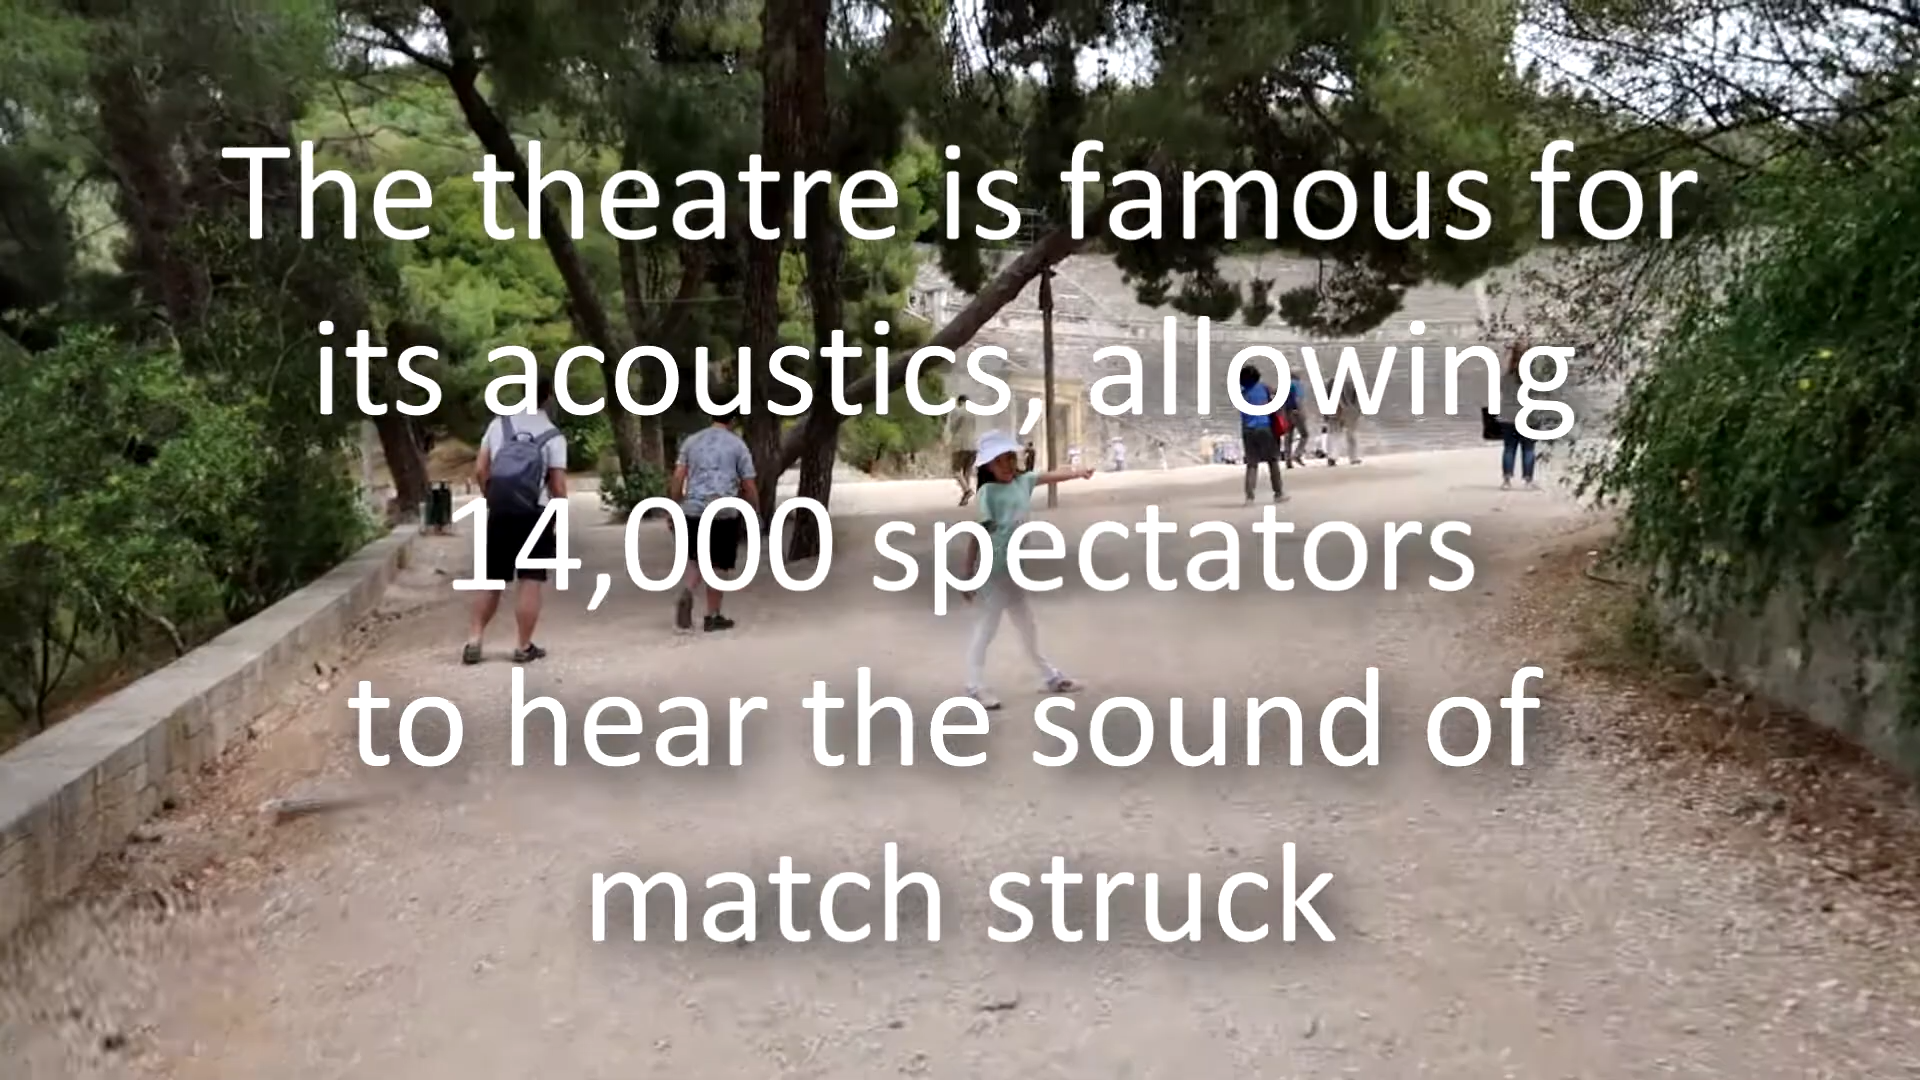 The theatre is famous for
its acoustics, allowing
14,000 spectators
to hear the sound of
match struck